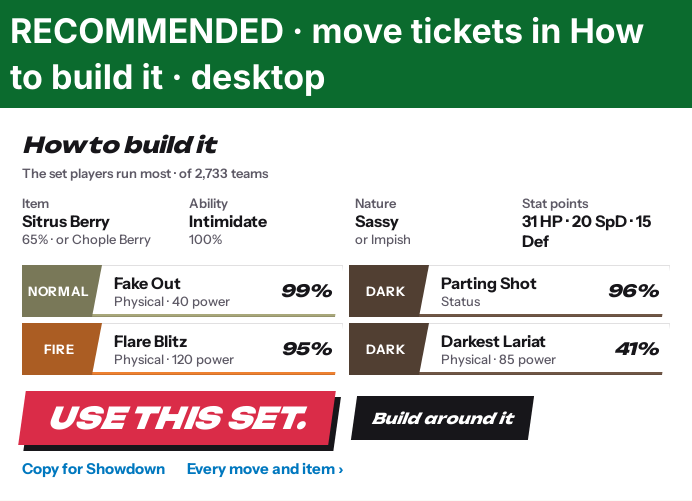 RECOMMENDED · move tickets in How
to build it · desktop
How to build it
The set players run most · of 2,733 teams
Item
Sitrus Berry
65% · or Chople Berry
Ability
Intimidate
100%
Nature
Sassy
or Impish
Stat points
31 HP · 20 SpD · 15
Def
NORMAL
Fake Out
Physical · 40 power
99%
DARK
Parting Shot
Status
96%
FIRE
Flare Blitz
Physical · 120 power
95%
DARK
Darkest Lariat
Physical · 85 power
41%
USE THIS SET.
Build around it
Copy for Showdown
Every move and item ›